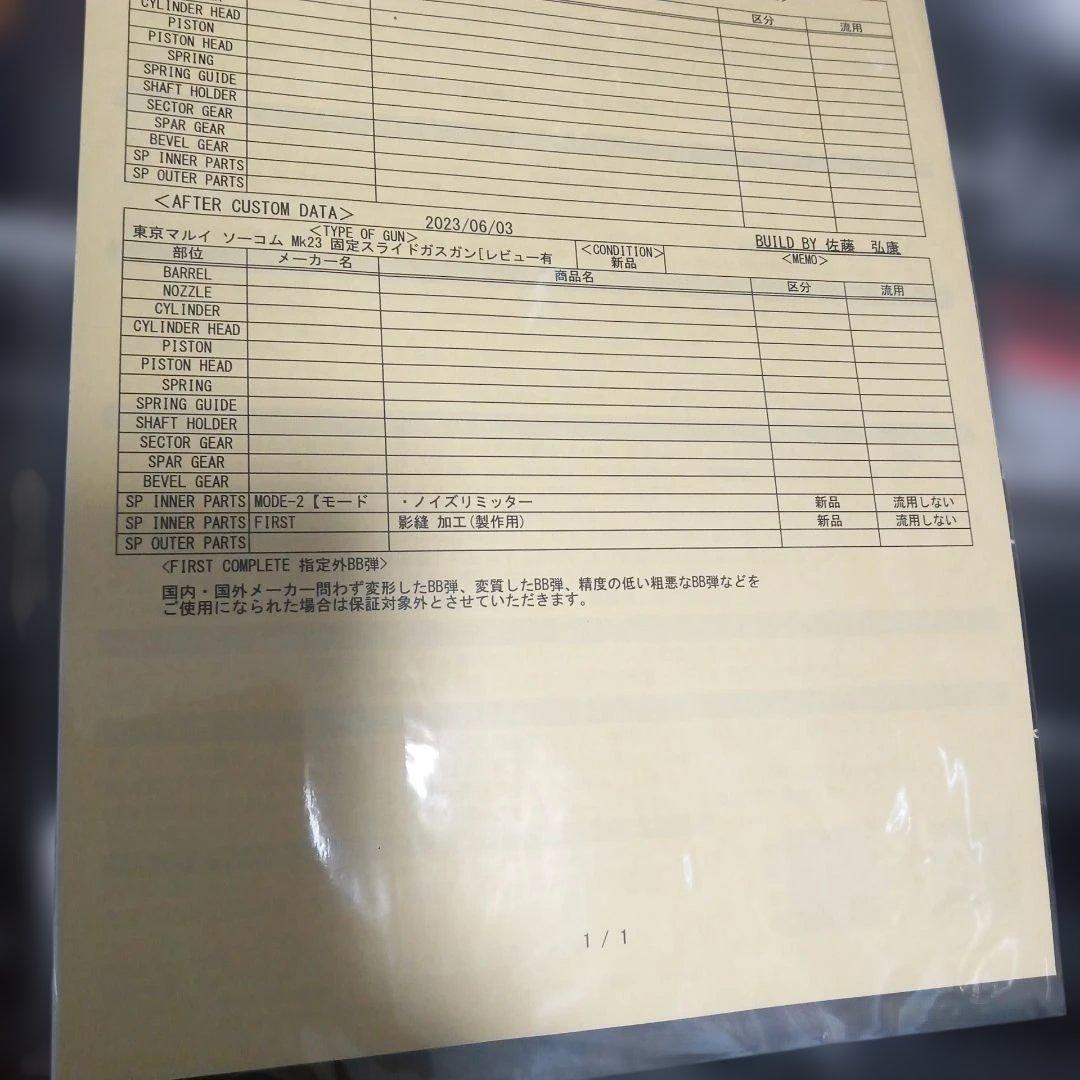 CYLINDER HEAD
区分 流用
PISTON
PISTON HEAD
SPRING
SPRING GUIDE
SHAFT HOLDER
SECTOR GEAR
SPAR GEAR
BEVEL GEAR
SP INNER PARTS
SP OUTER PARTS
<AFTER CUSTOM DATA> 2023/06/03
<TYPE OF GUN> <CONDITION> BUILD BY 佐藤 弘康
東京マルイ ソーコム Mk23 固定スライドガスガン[レビュー有 新品 <MEMO>
部位 メーカー名 商品名 区分 流用
BARREL
NOZZLE
CYLINDER
CYLINDER HEAD
PISTON
PISTON HEAD
SPRING
SPRING GUIDE
SHAFT HOLDER
SECTOR GEAR
SPAR GEAR
BEVEL GEAR
SP INNER PARTS MODE-2【モード ・ノイズリミッター 新品 流用しない
SP INNER PARTS FIRST 影縫 加工(製作用) 新品 流用しない
SP OUTER PARTS
<FIRST COMPLETE 指定外BB弾>
国内・国外メーカー問わず変形したBB弾、変質したBB弾、精度の低い粗悪なBB弾などを
ご使用になられた場合は保証対象外とさせていただきます。
1 / 1